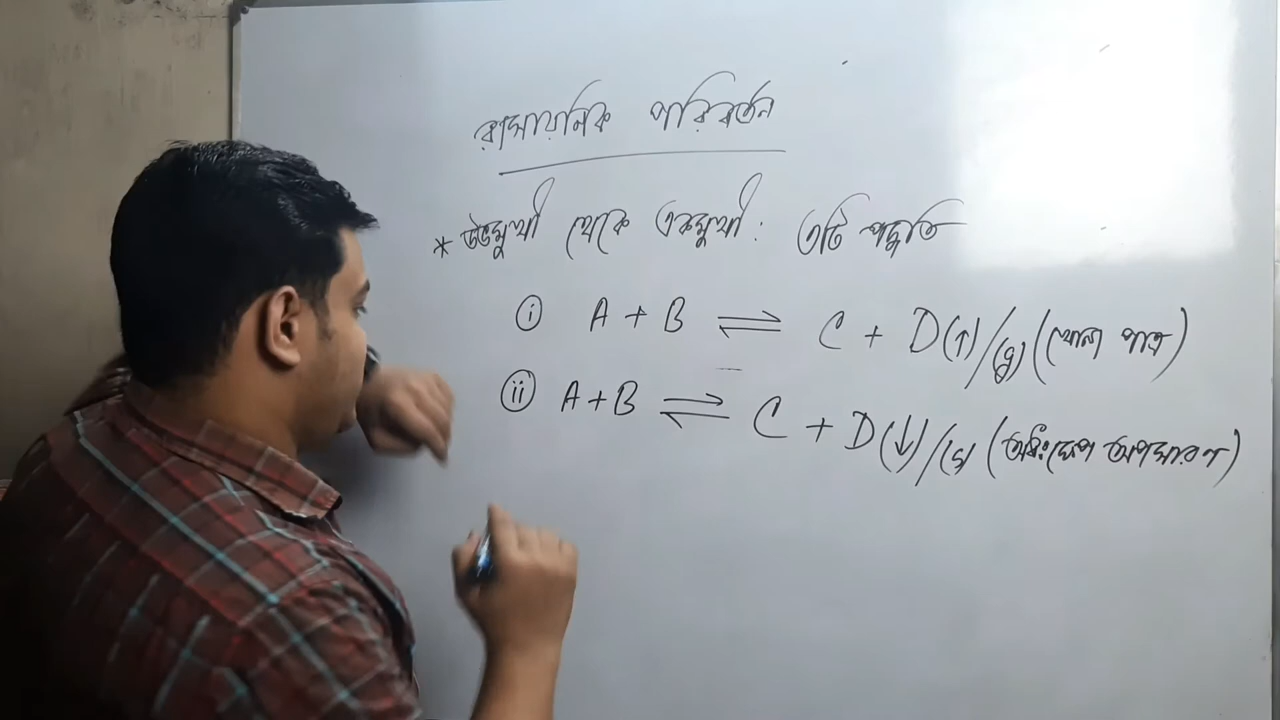 রাসায়নিক পরিবর্তন
* উভমুখী থেকে একমুখী : ৩টি পদ্ধতি
(i) A + B ⇌ C + D(↑)/(g) (খোলা পাত্র)
(ii) A + B ⇌ C + D(↓)/(s) (অধঃক্ষেপ অপসারণ)